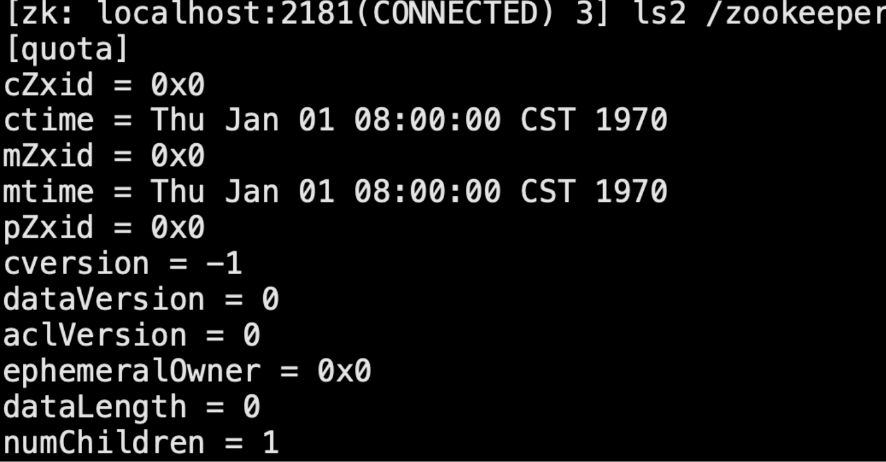 [zk: localhost:2181(CONNECTED) 3] ls2 /zookeeper
[quota]
cZxid = 0x0
ctime = Thu Jan 01 08:00:00 CST 1970
mZxid = 0x0
mtime = Thu Jan 01 08:00:00 CST 1970
pZxid = 0x0
cversion = -1
dataVersion = 0
aclVersion = 0
ephemeralOwner = 0x0
dataLength = 0
numChildren = 1